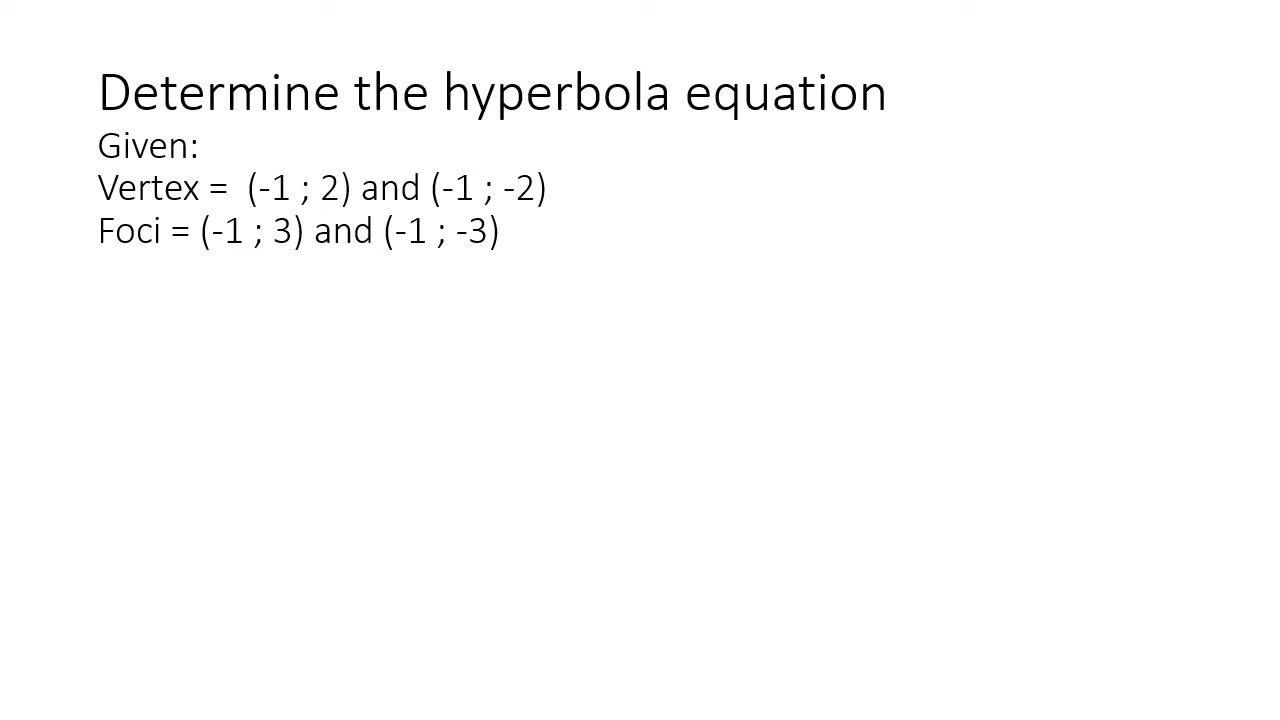 Determine the hyperbola equation
Given:
Vertex =  (-1 ; 2) and (-1 ; -2)
Foci = (-1 ; 3) and (-1 ; -3)